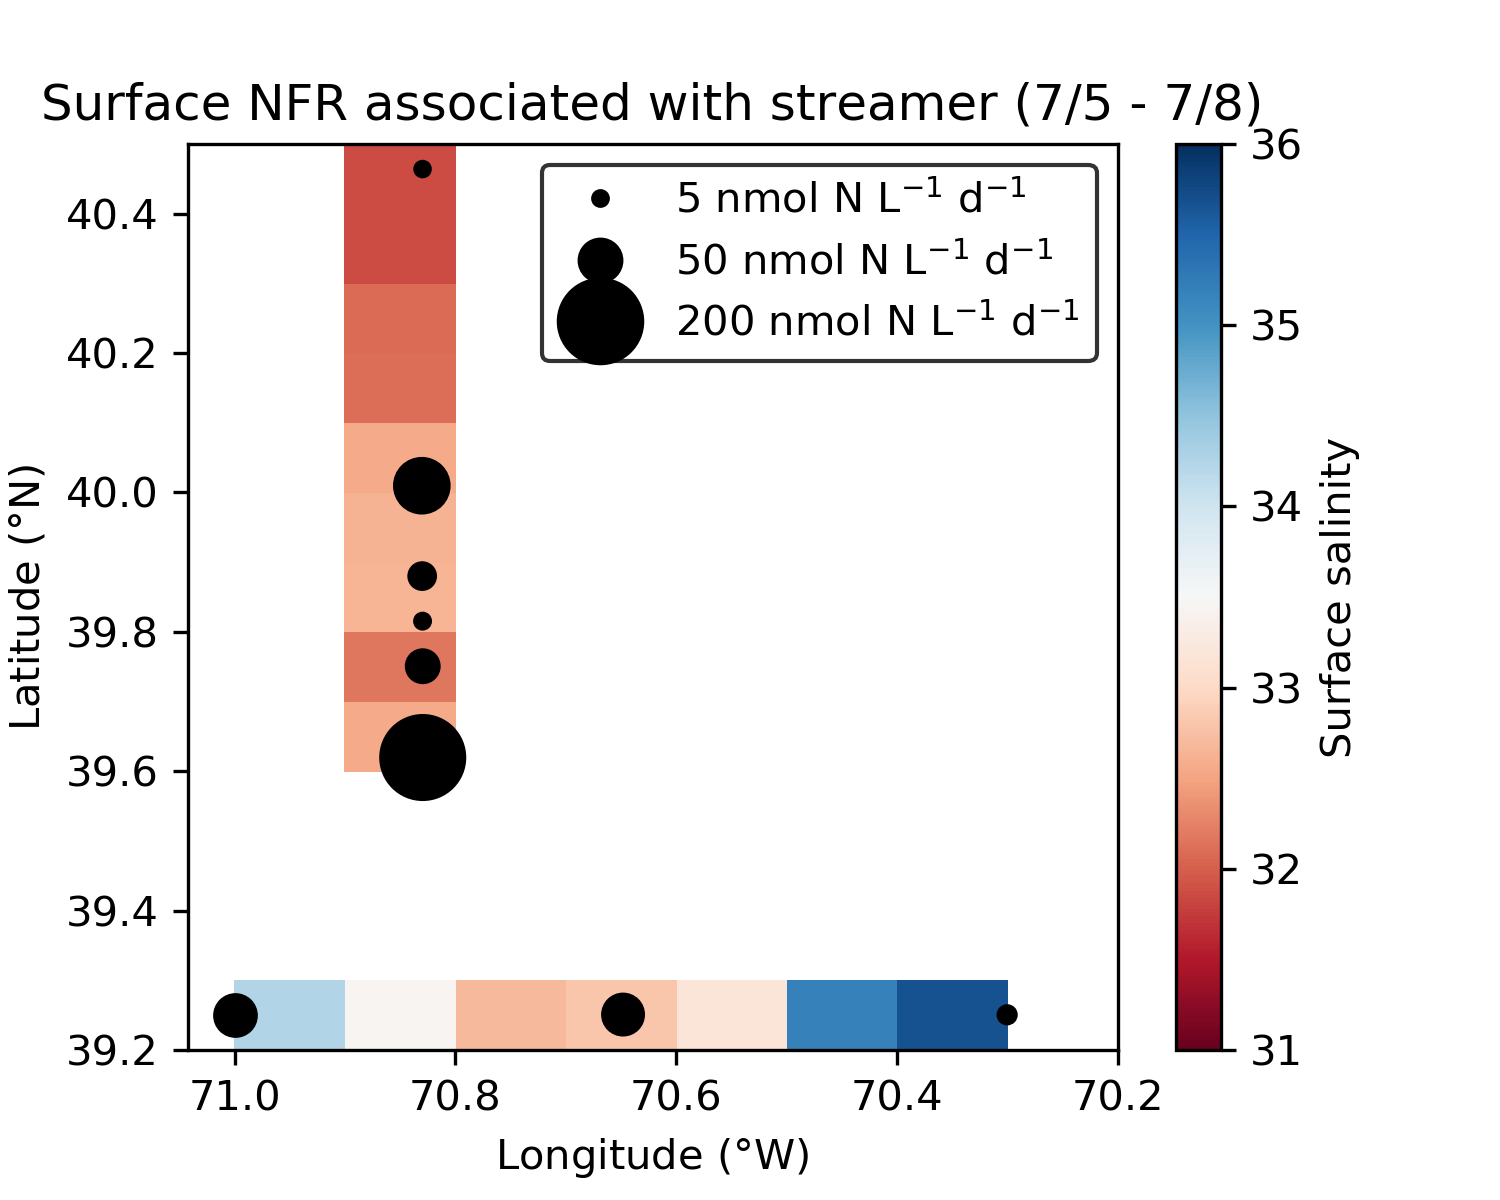 Surface NFR associated with streamer (7/5 - 7/8)
5 nmol N L⁻¹ d⁻¹
50 nmol N L⁻¹ d⁻¹
200 nmol N L⁻¹ d⁻¹
Latitude (°N)
40.4
40.2
40.0
39.8
39.6
39.4
39.2
71.0 70.8 70.6 70.4 70.2
Longitude (°W)
36
35
34
33
32
31
Surface salinity